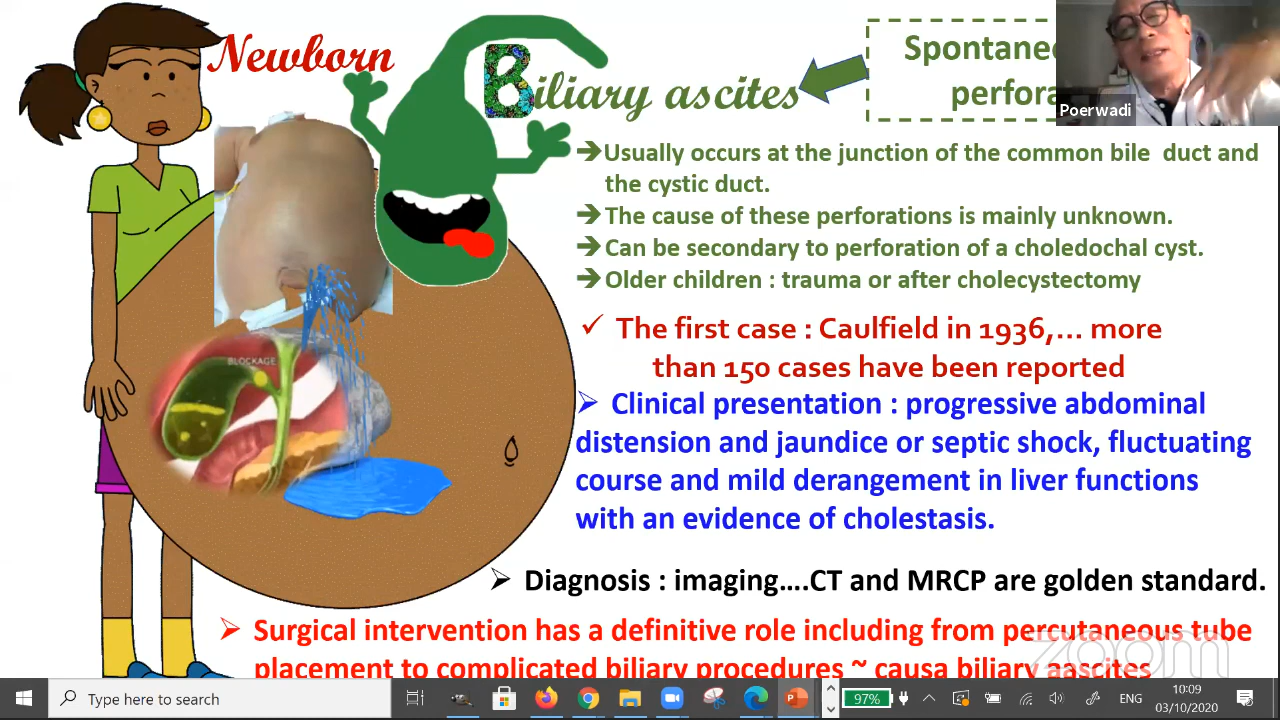 Newborn
Biliary ascites
Spontane
perfora
Poerwadi
➔Usually occurs at the junction of the common bile duct and
the cystic duct.
➔The cause of these perforations is mainly unknown.
➔Can be secondary to perforation of a choledochal cyst.
➔Older children : trauma or after cholecystectomy
✓ The first case : Caulfield in 1936,... more
than 150 cases have been reported
BLOCKAGE
➢ Clinical presentation : progressive abdominal
distension and jaundice or septic shock, fluctuating
course and mild derangement in liver functions
with an evidence of cholestasis.
➢ Diagnosis : imaging....CT and MRCP are golden standard.
➢ Surgical intervention has a definitive role including from percutaneous tube
placement to complicated biliary procedures ~ causa biliary aascites
zoom
Type here to search
97%
ENG
10:09
03/10/2020